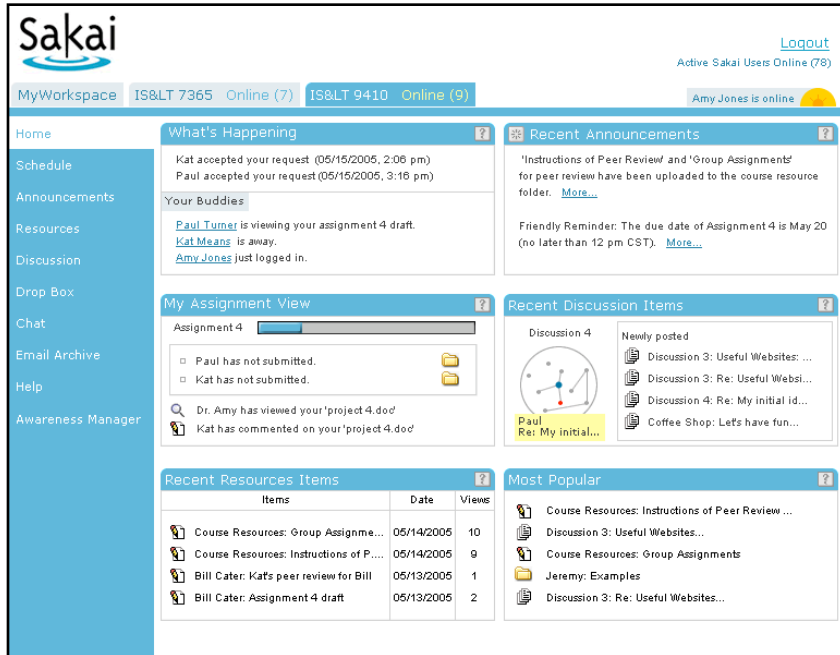 Sakai
Logout
Active Sakai Users Online (78)
MyWorkspace
IS&LT 7365 Online (7)
IS&LT 9410 Online (9)
Amy Jones is online
Home
Schedule
Announcements
Resources
Discussion
Drop Box
Chat
Email Archive
Help
Awareness Manager
What's Happening ?
Kat accepted your request (05/15/2005, 2:06 pm)
Paul accepted your request (05/15/2005, 3:16 pm)
Your Buddies
Paul Turner is viewing your assignment 4 draft.
Kat Means is away.
Amy Jones just logged in.
Recent Announcements ?
'Instructions of Peer Review' and 'Group Assignments'
for peer review have been uploaded to the course resource
folder. More...
Friendly Reminder: The due date of Assignment 4 is May 20
(no later than 12 pm CST). More...
My Assignment View ?
Assignment 4
Paul has not submitted.
Kat has not submitted.
Dr. Amy has viewed your 'project 4.doc'
Kat has commented on your 'project 4.doc'
Recent Discussion Items ?
Discussion 4
Paul
Re: My initial...
Newly posted
Discussion 3: Useful Websites: ...
Discussion 3: Re: Useful Websi...
Discussion 4: Re: My initial id...
Coffee Shop: Let's have fun...
Recent Resources Items ?
Items Date Views
Course Resources: Group Assignme... 05/14/2005 10
Course Resources: Instructions of P.... 05/14/2005 9
Bill Cater: Kat's peer review for Bill 05/13/2005 1
Bill Cater: Assignment 4 draft 05/13/2005 2
Most Popular ?
Course Resources: Instructions of Peer Review ...
Discussion 3: Useful Websites...
Course Resources: Group Assignments
Jeremy: Examples
Discussion 3: Re: Useful Websites...